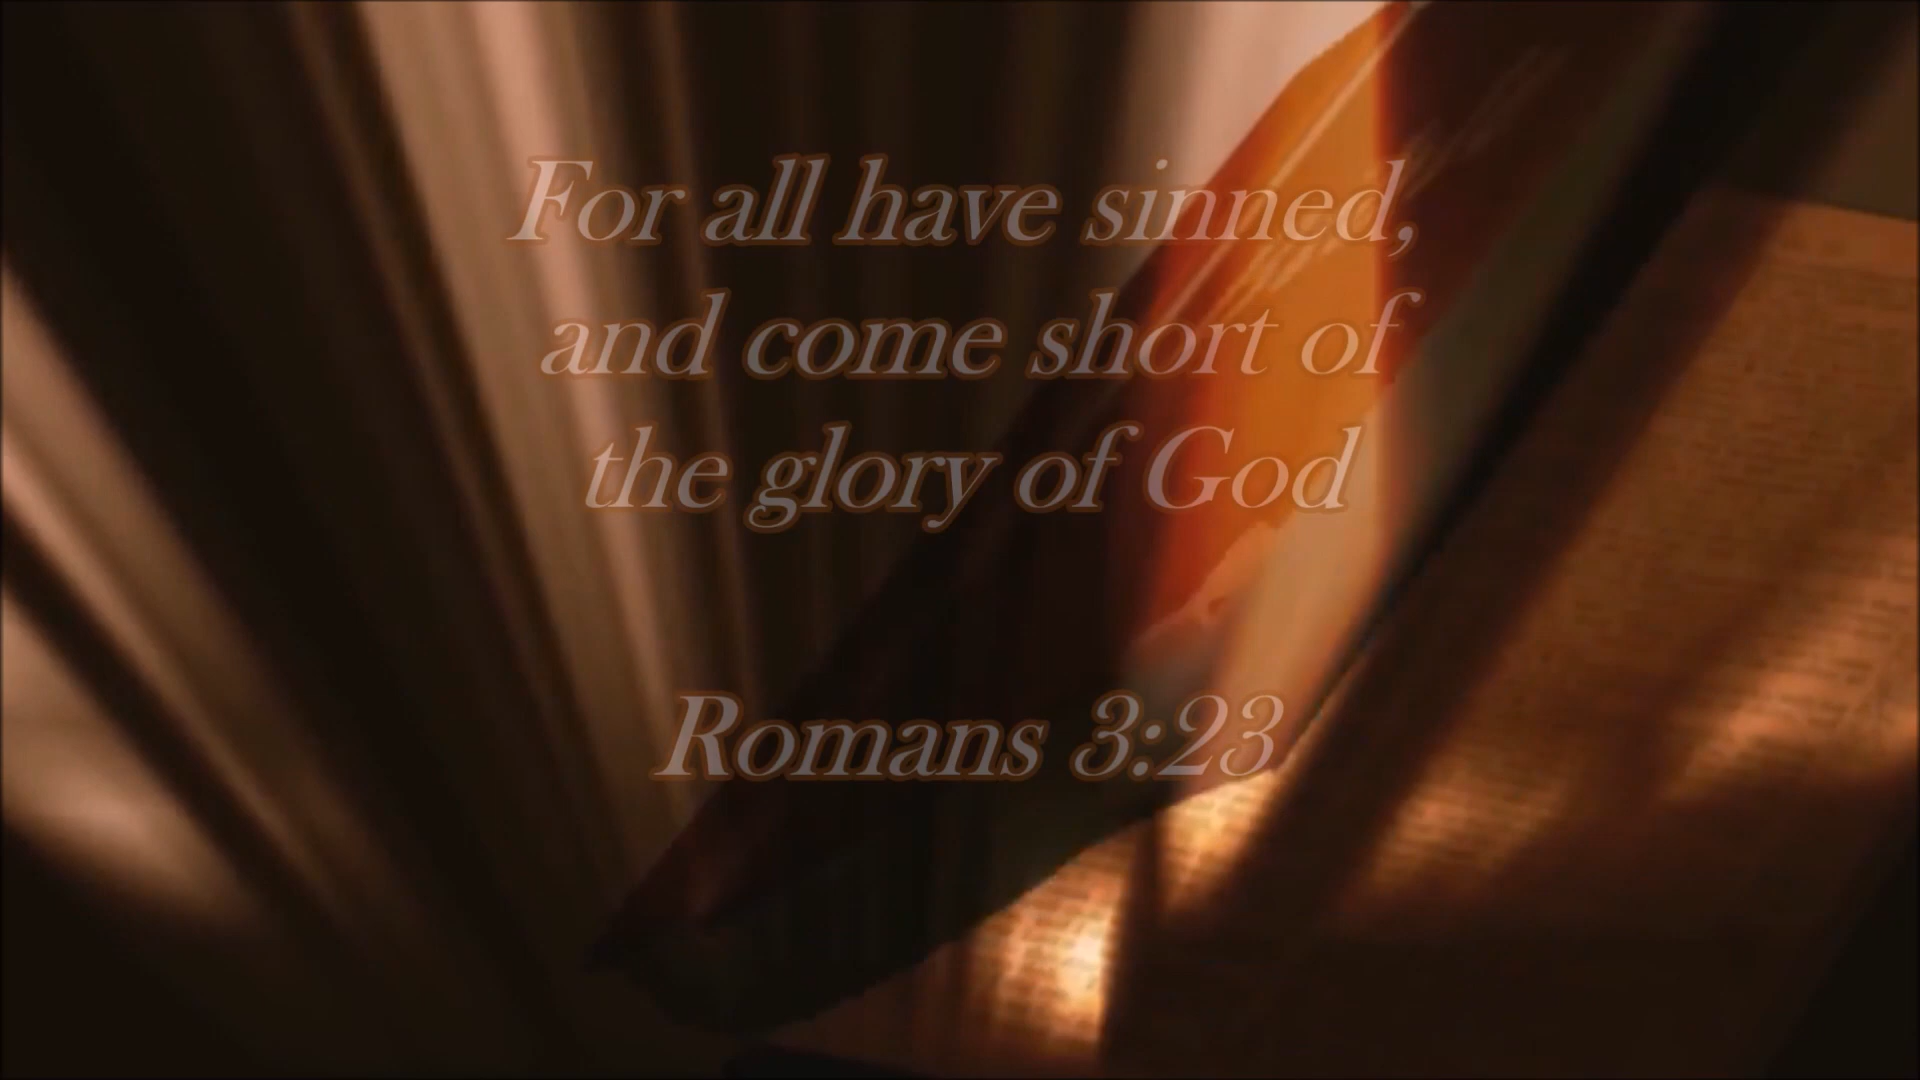 For all have sinned,
and come short of
the glory of God
Romans 3:23